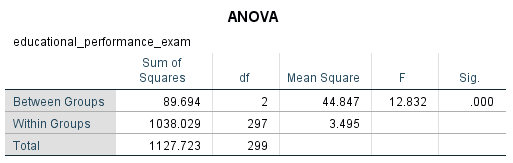 ANOVA
educational_performance_exam
Sum of Squares df Mean Square F Sig.
Between Groups 89.694 2 44.847 12.832 .000
Within Groups 1038.029 297 3.495
Total 1127.723 299